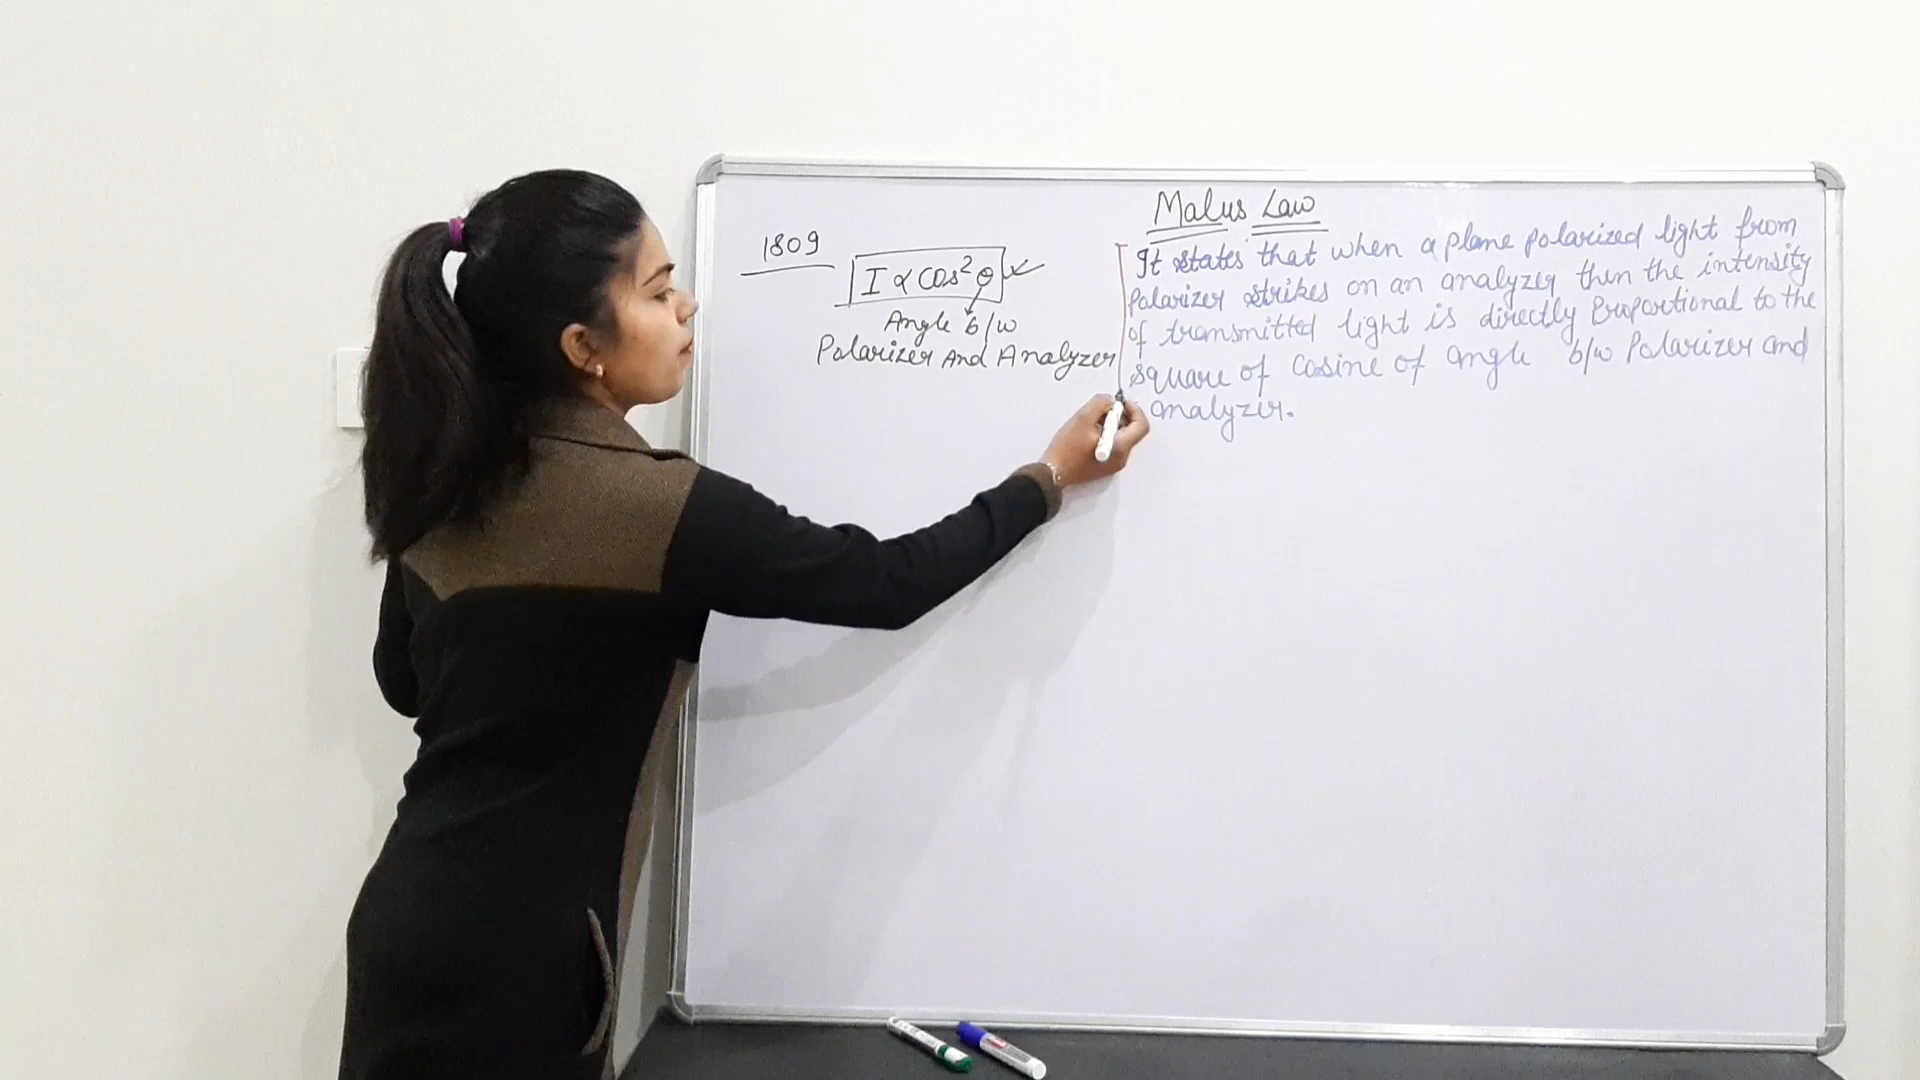 Malus Law
1809
I ∝ Cos² θ
Angle b/w
Polarizer And Analyzer
It states that when a plane polarized light from
Polarizer strikes on an analyzer then the intensity
of transmitted light is directly Proportional to the
square of cosine of angle b/w Polarizer and
analyzer.